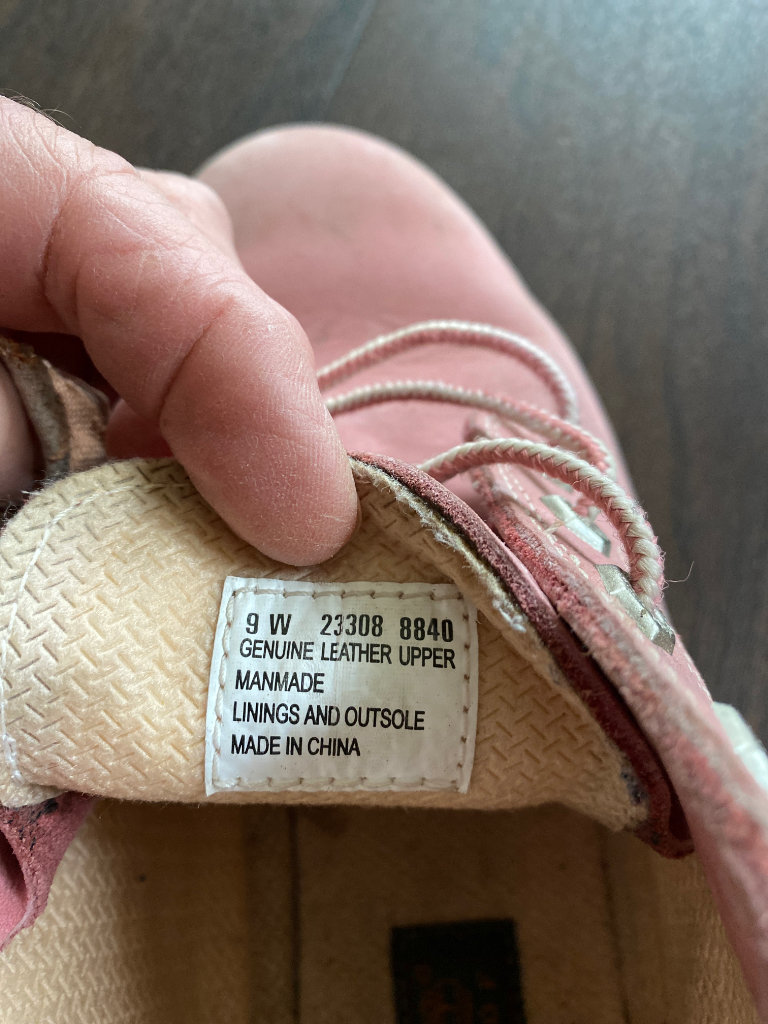 9 W 23308 8840
GENUINE LEATHER UPPER
MANMADE
LININGS AND OUTSOLE
MADE IN CHINA